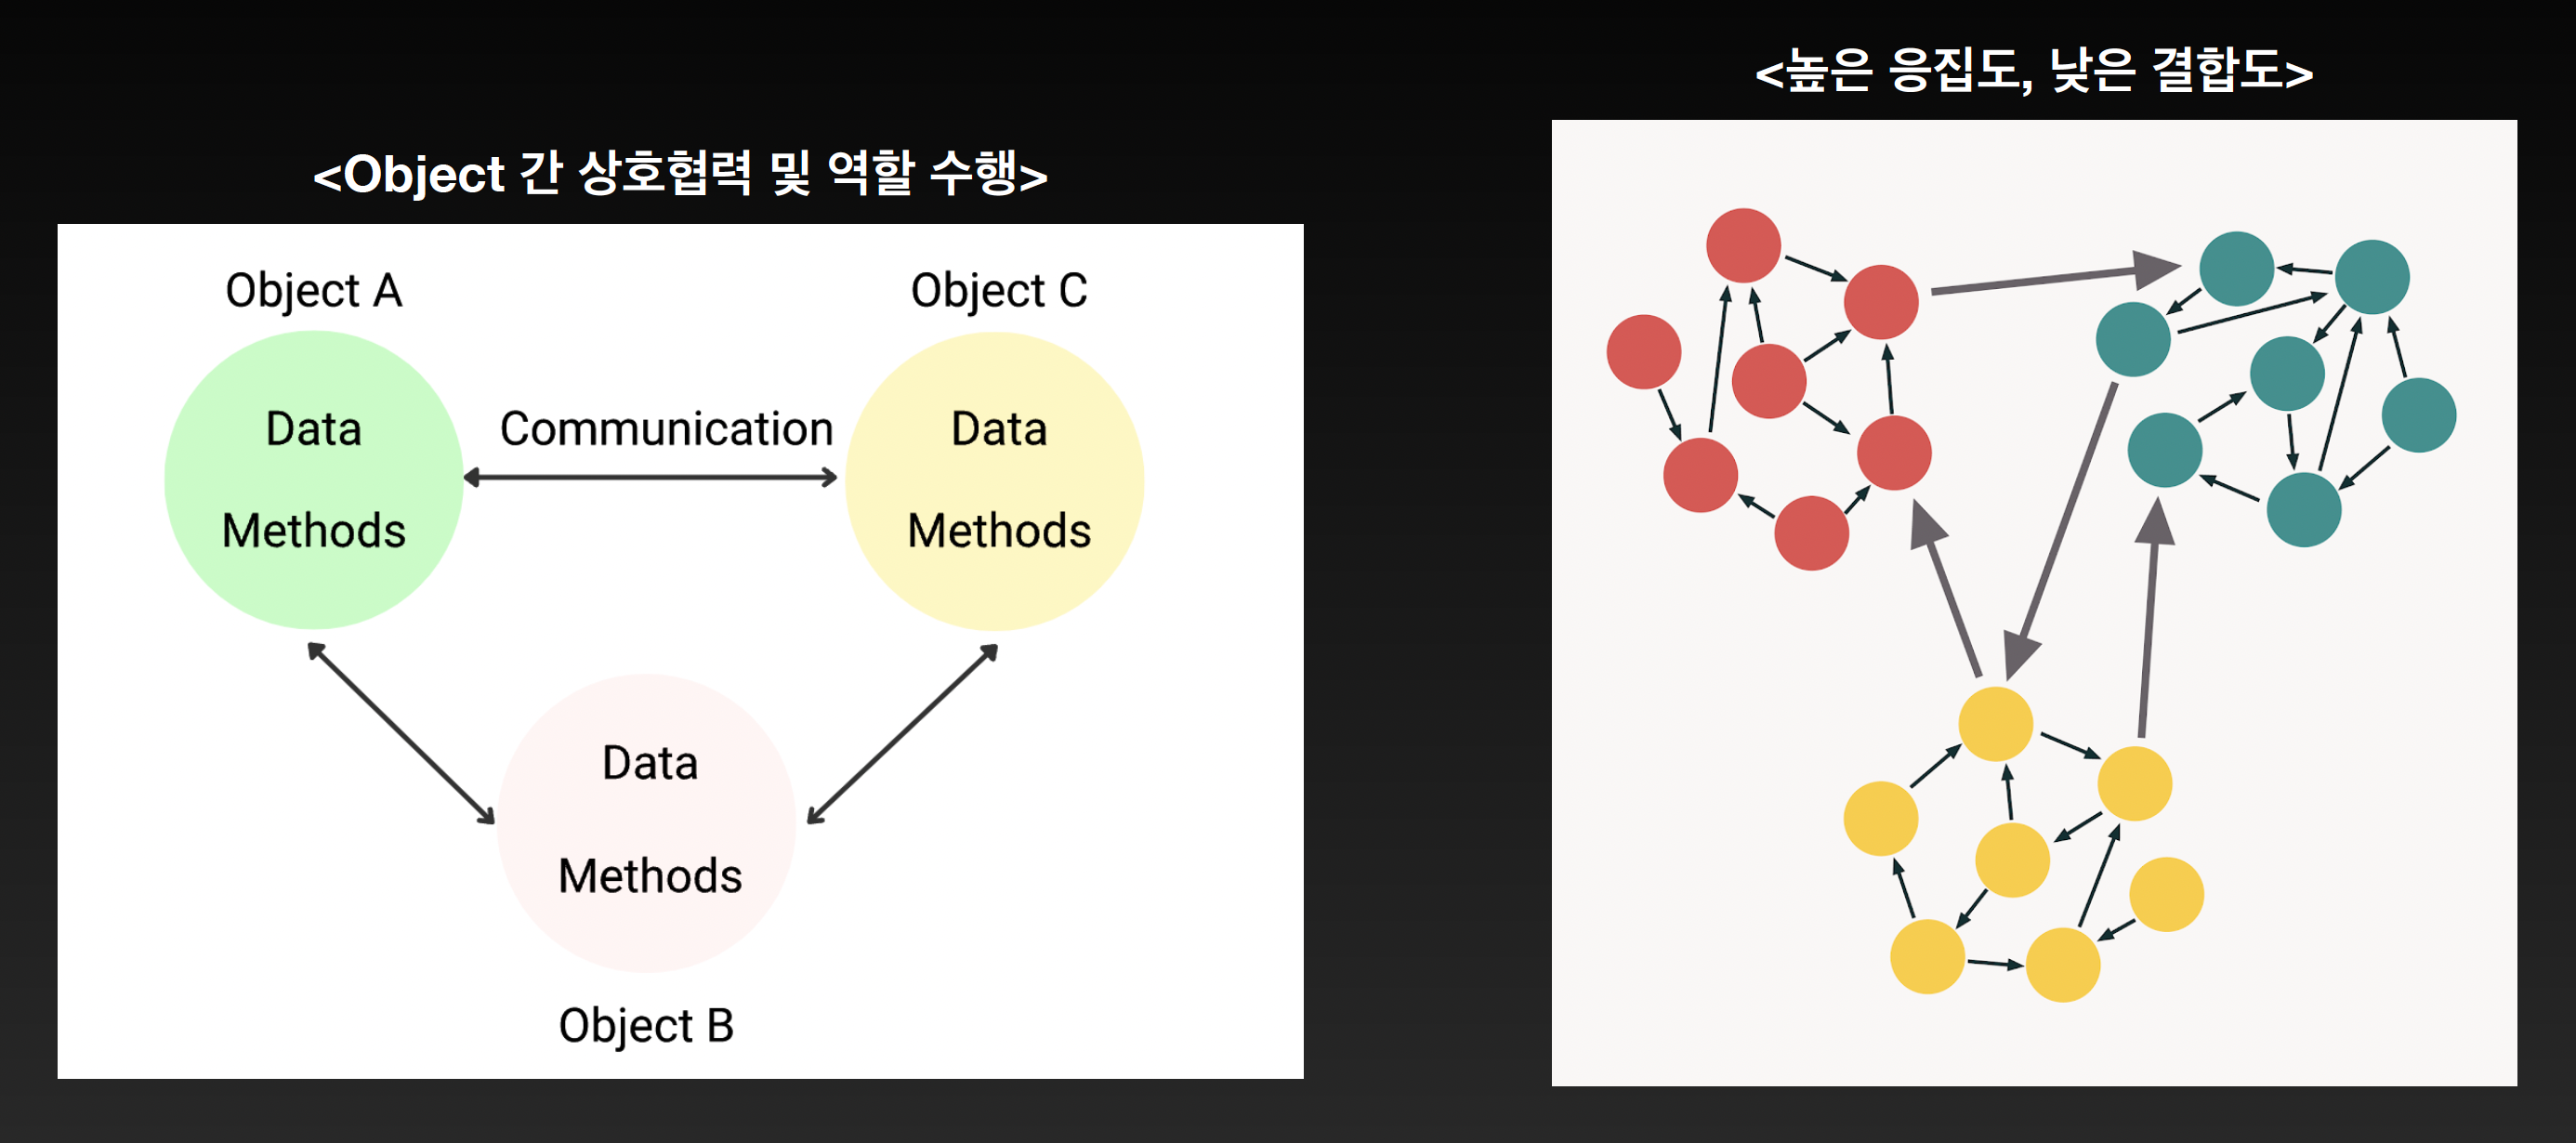 <높은 응집도, 낮은 결합도>
<Object 간 상호협력 및 역할 수행>
Object A
Object C
Data
Communication
Data
Methods
Methods
Data
Methods
Object B